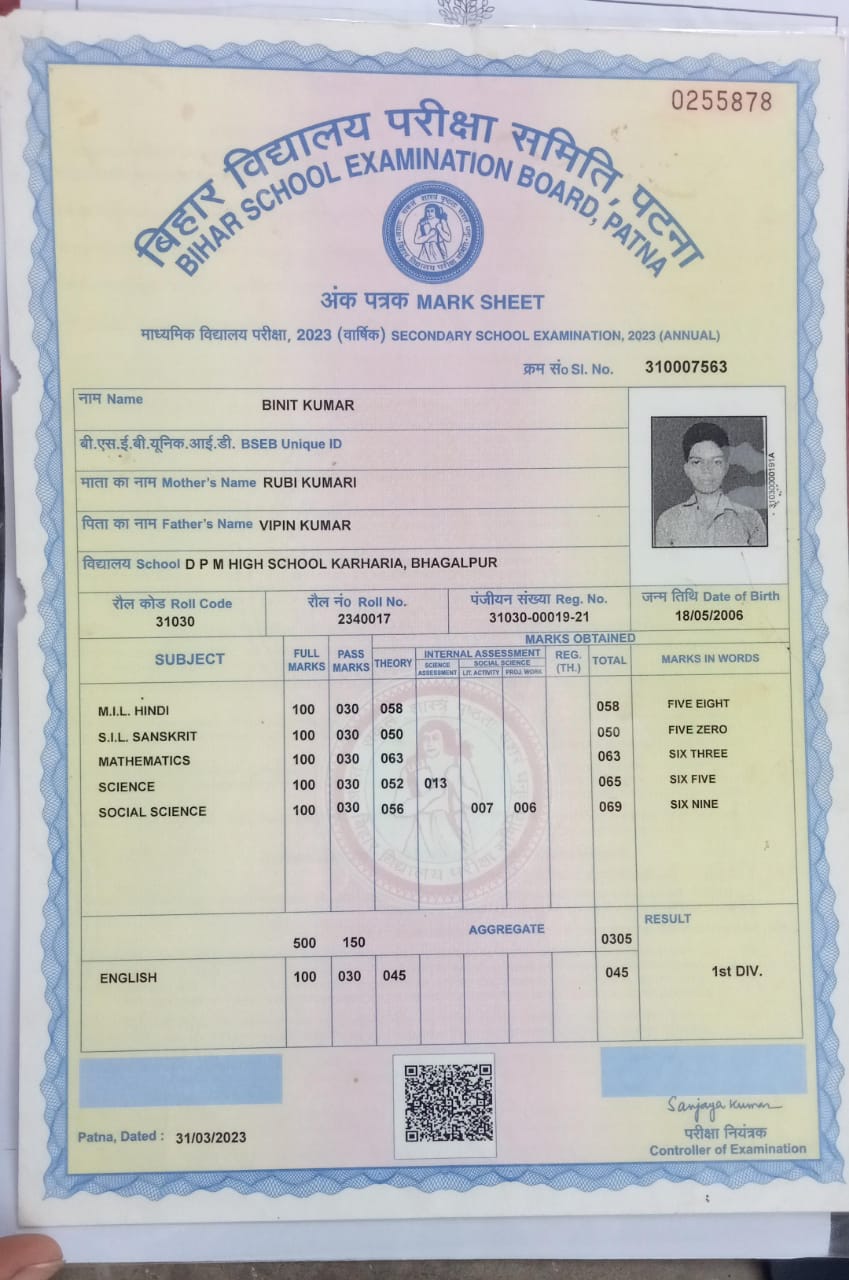 0255878
बिहार विद्यालय परीक्षा समिति, पटना
BIHAR SCHOOL EXAMINATION BOARD, PATNA
अंक पत्रक MARK SHEET
माध्यमिक विद्यालय परीक्षा, 2023 (वार्षिक) SECONDARY SCHOOL EXAMINATION, 2023 (ANNUAL)
क्रम सं० Sl. No. 310007563
नाम Name BINIT KUMAR
बी.एस.ई.बी.यूनिक.आई.डी. BSEB Unique ID
माता का नाम Mother's Name RUBI KUMARI
पिता का नाम Father's Name VIPIN KUMAR
विद्यालय School D P M HIGH SCHOOL KARHARIA, BHAGALPUR
रौल कोड Roll Code रौल नं० Roll No. पंजीयन संख्या Reg. No. जन्म तिथि Date of Birth
31030 2340017 31030-00019-21 18/05/2006
MARKS OBTAINED
SUBJECT FULL MARKS PASS MARKS THEORY INTERNAL ASSESSMENT REG. (TH.) TOTAL MARKS IN WORDS
SCIENCE ASSESSMENT SOCIAL SCIENCE
LIT. ACTIVITY PROJ. WORK
M.I.L. HINDI 100 030 058 058 FIVE EIGHT
S.I.L. SANSKRIT 100 030 050 050 FIVE ZERO
MATHEMATICS 100 030 063 063 SIX THREE
SCIENCE 100 030 052 013 065 SIX FIVE
SOCIAL SCIENCE 100 030 056 007 006 069 SIX NINE
500 150 AGGREGATE 0305 RESULT
ENGLISH 100 030 045 045 1st DIV.
Patna, Dated : 31/03/2023
Sanjaya Kumar
परीक्षा नियंत्रक
Controller of Examination